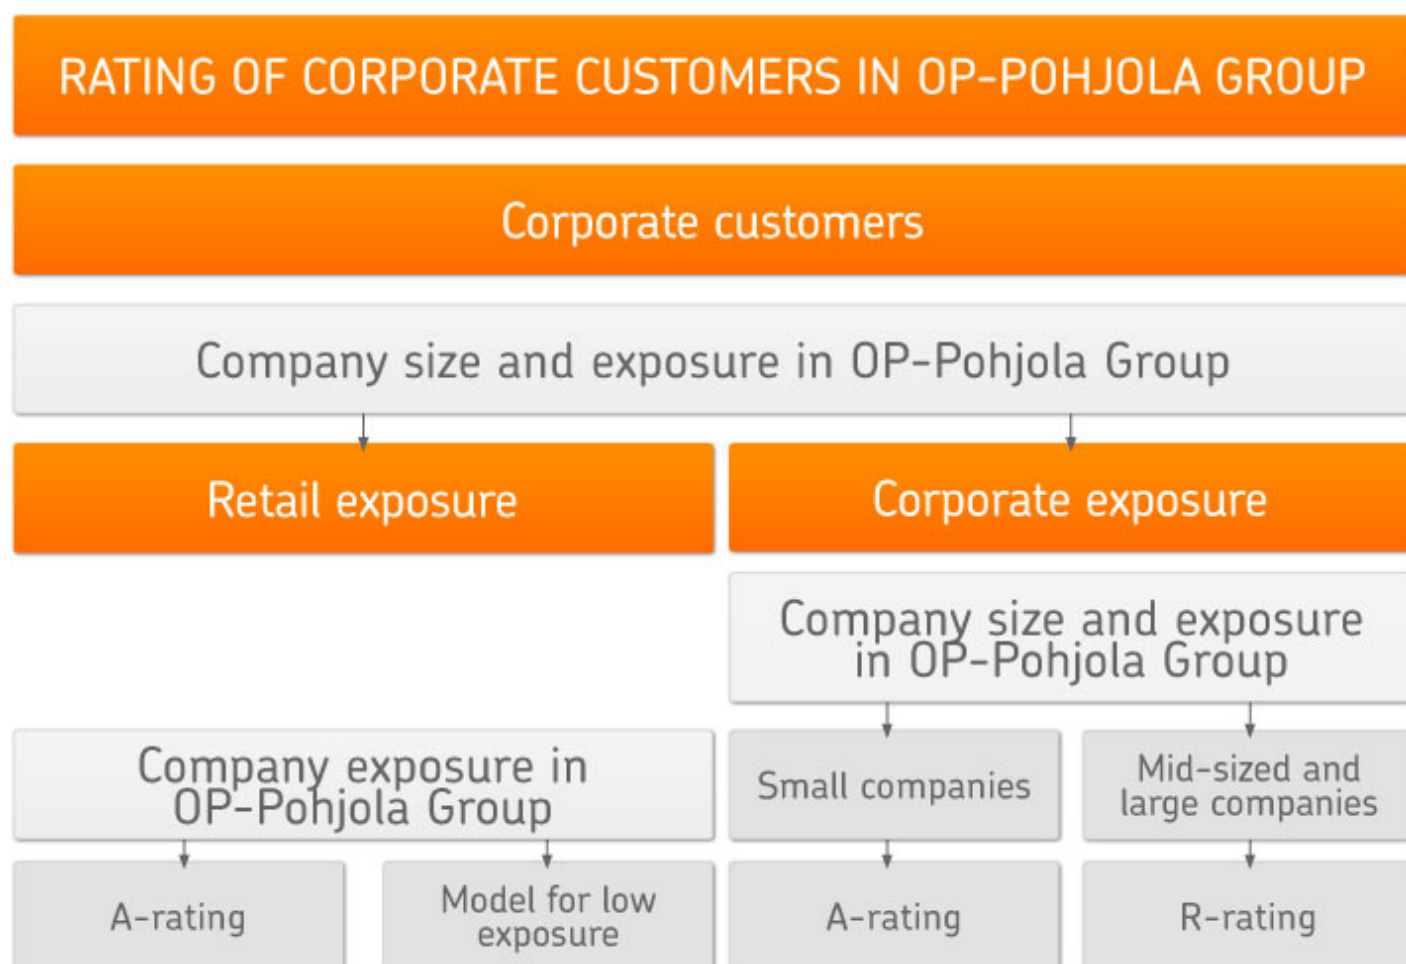 RATING OF CORPORATE CUSTOMERS IN OP-POHJOLA GROUP
Corporate customers
Company size and exposure in OP-Pohjola Group
Retail exposure
Corporate exposure
Company size and exposure
in OP-Pohjola Group
Company exposure in
OP-Pohjola Group
Small companies
Mid-sized and
large companies
A-rating
Model for low
exposure
A-rating
R-rating